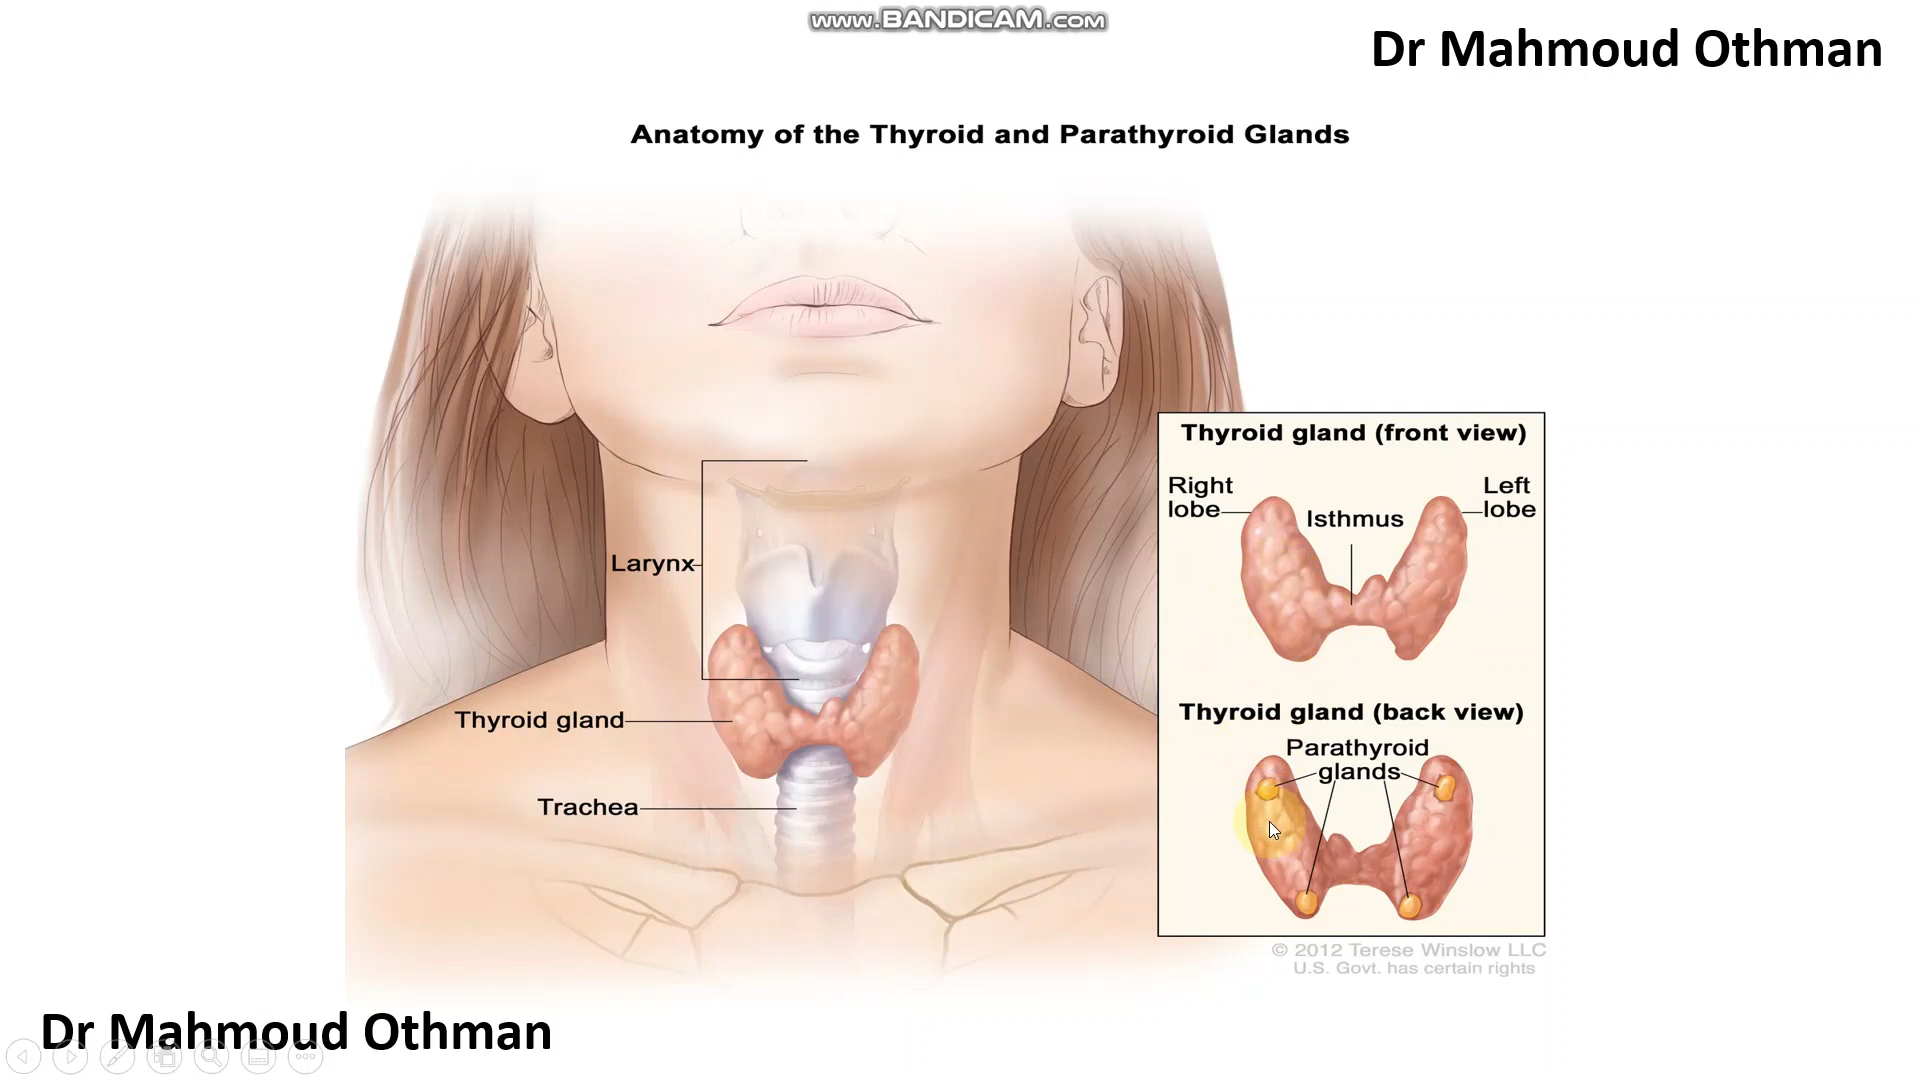 www.BANDICAM.com
Dr Mahmoud Othman
Anatomy of the Thyroid and Parathyroid Glands
Larynx
Thyroid gland
Trachea
Thyroid gland (front view)
Right
lobe
Isthmus
Left
lobe
Thyroid gland (back view)
Parathyroid
glands
© 2012 Terese Winslow LLC
U.S. Govt. has certain rights
Dr Mahmoud Othman